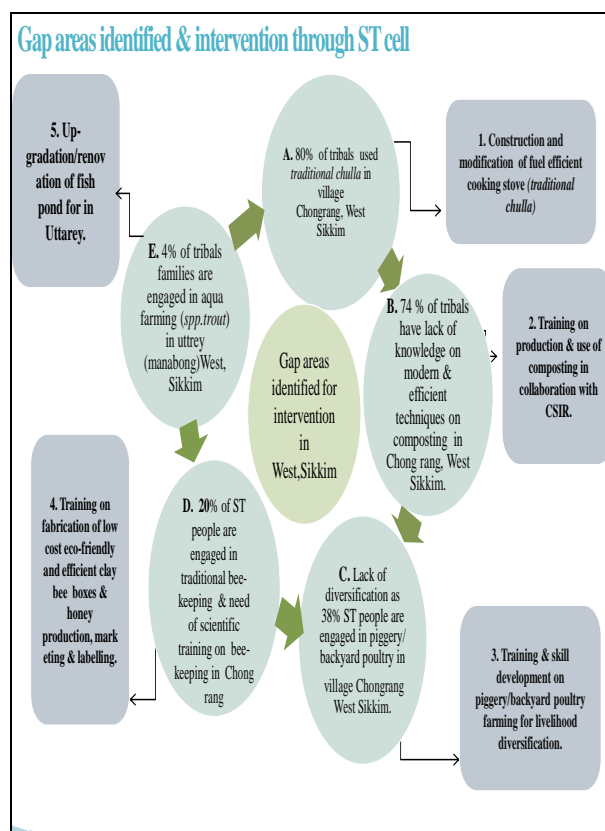 Gap areas identified & intervention through ST cell
5. Up-
gradation/renov
ation of fish
pond for in
Uttarey.
A. 80% of tribals used
traditional chulla in
village
Chongrang, West
Sikkim
1. Construction and
modification of fuel efficient
cooking stove (traditional
chulla)
E. 4% of tribals
families are
engaged in aqua
farming (spp.trout)
in uttrey
(manabong)West,
Sikkim
B. 74 % of tribals
have lack of
knowledge on
modern &
efficient
techniques on
composting in
Chong rang, West
Sikkim.
2. Training on
production & use of
composting in
collaboration with
CSIR.
Gap areas
identified for
intervention
in
West,Sikkim
4. Training on
fabrication of low
cost eco-friendly
and efficient clay
bee boxes &
honey
production, mark
eting & labelling.
D. 20% of ST
people are
engaged in
traditional bee-
keeping & need
of scientific
training on bee-
keeping in Chong
rang
C. Lack of
diversification as
38% ST people are
engaged in piggery/
backyard poultry in
village Chongrang
West Sikkim.
3. Training & skill
development on
piggery/backyard poultry
farming for livelihood
diversification.